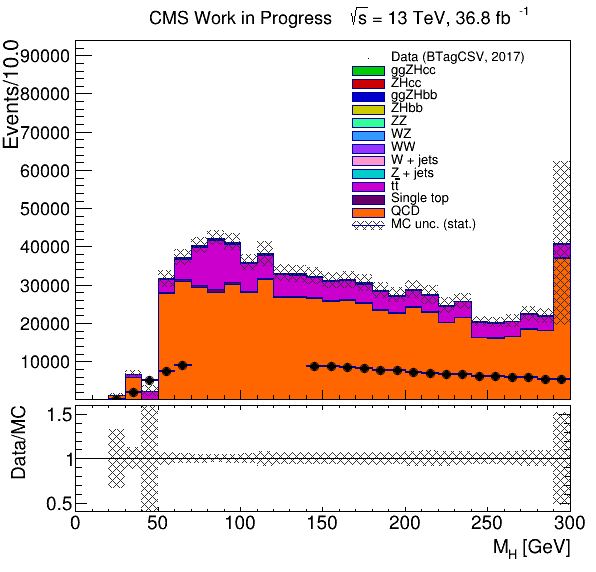 CMS Work in Progress √s = 13 TeV, 36.8 fb⁻¹
Events/10.0
90000
80000
70000
60000
50000
40000
30000
20000
10000
Data (BTagCSV, 2017)
ggZHcc
ZHcc
ggZHbb
ZHbb
ZZ
WZ
WW
W + jets
Z + jets
tt̅
Single top
QCD
MC unc. (stat.)
Data/MC
1.5
1
0.5
0 50 100 150 200 250 300
M_H [GeV]